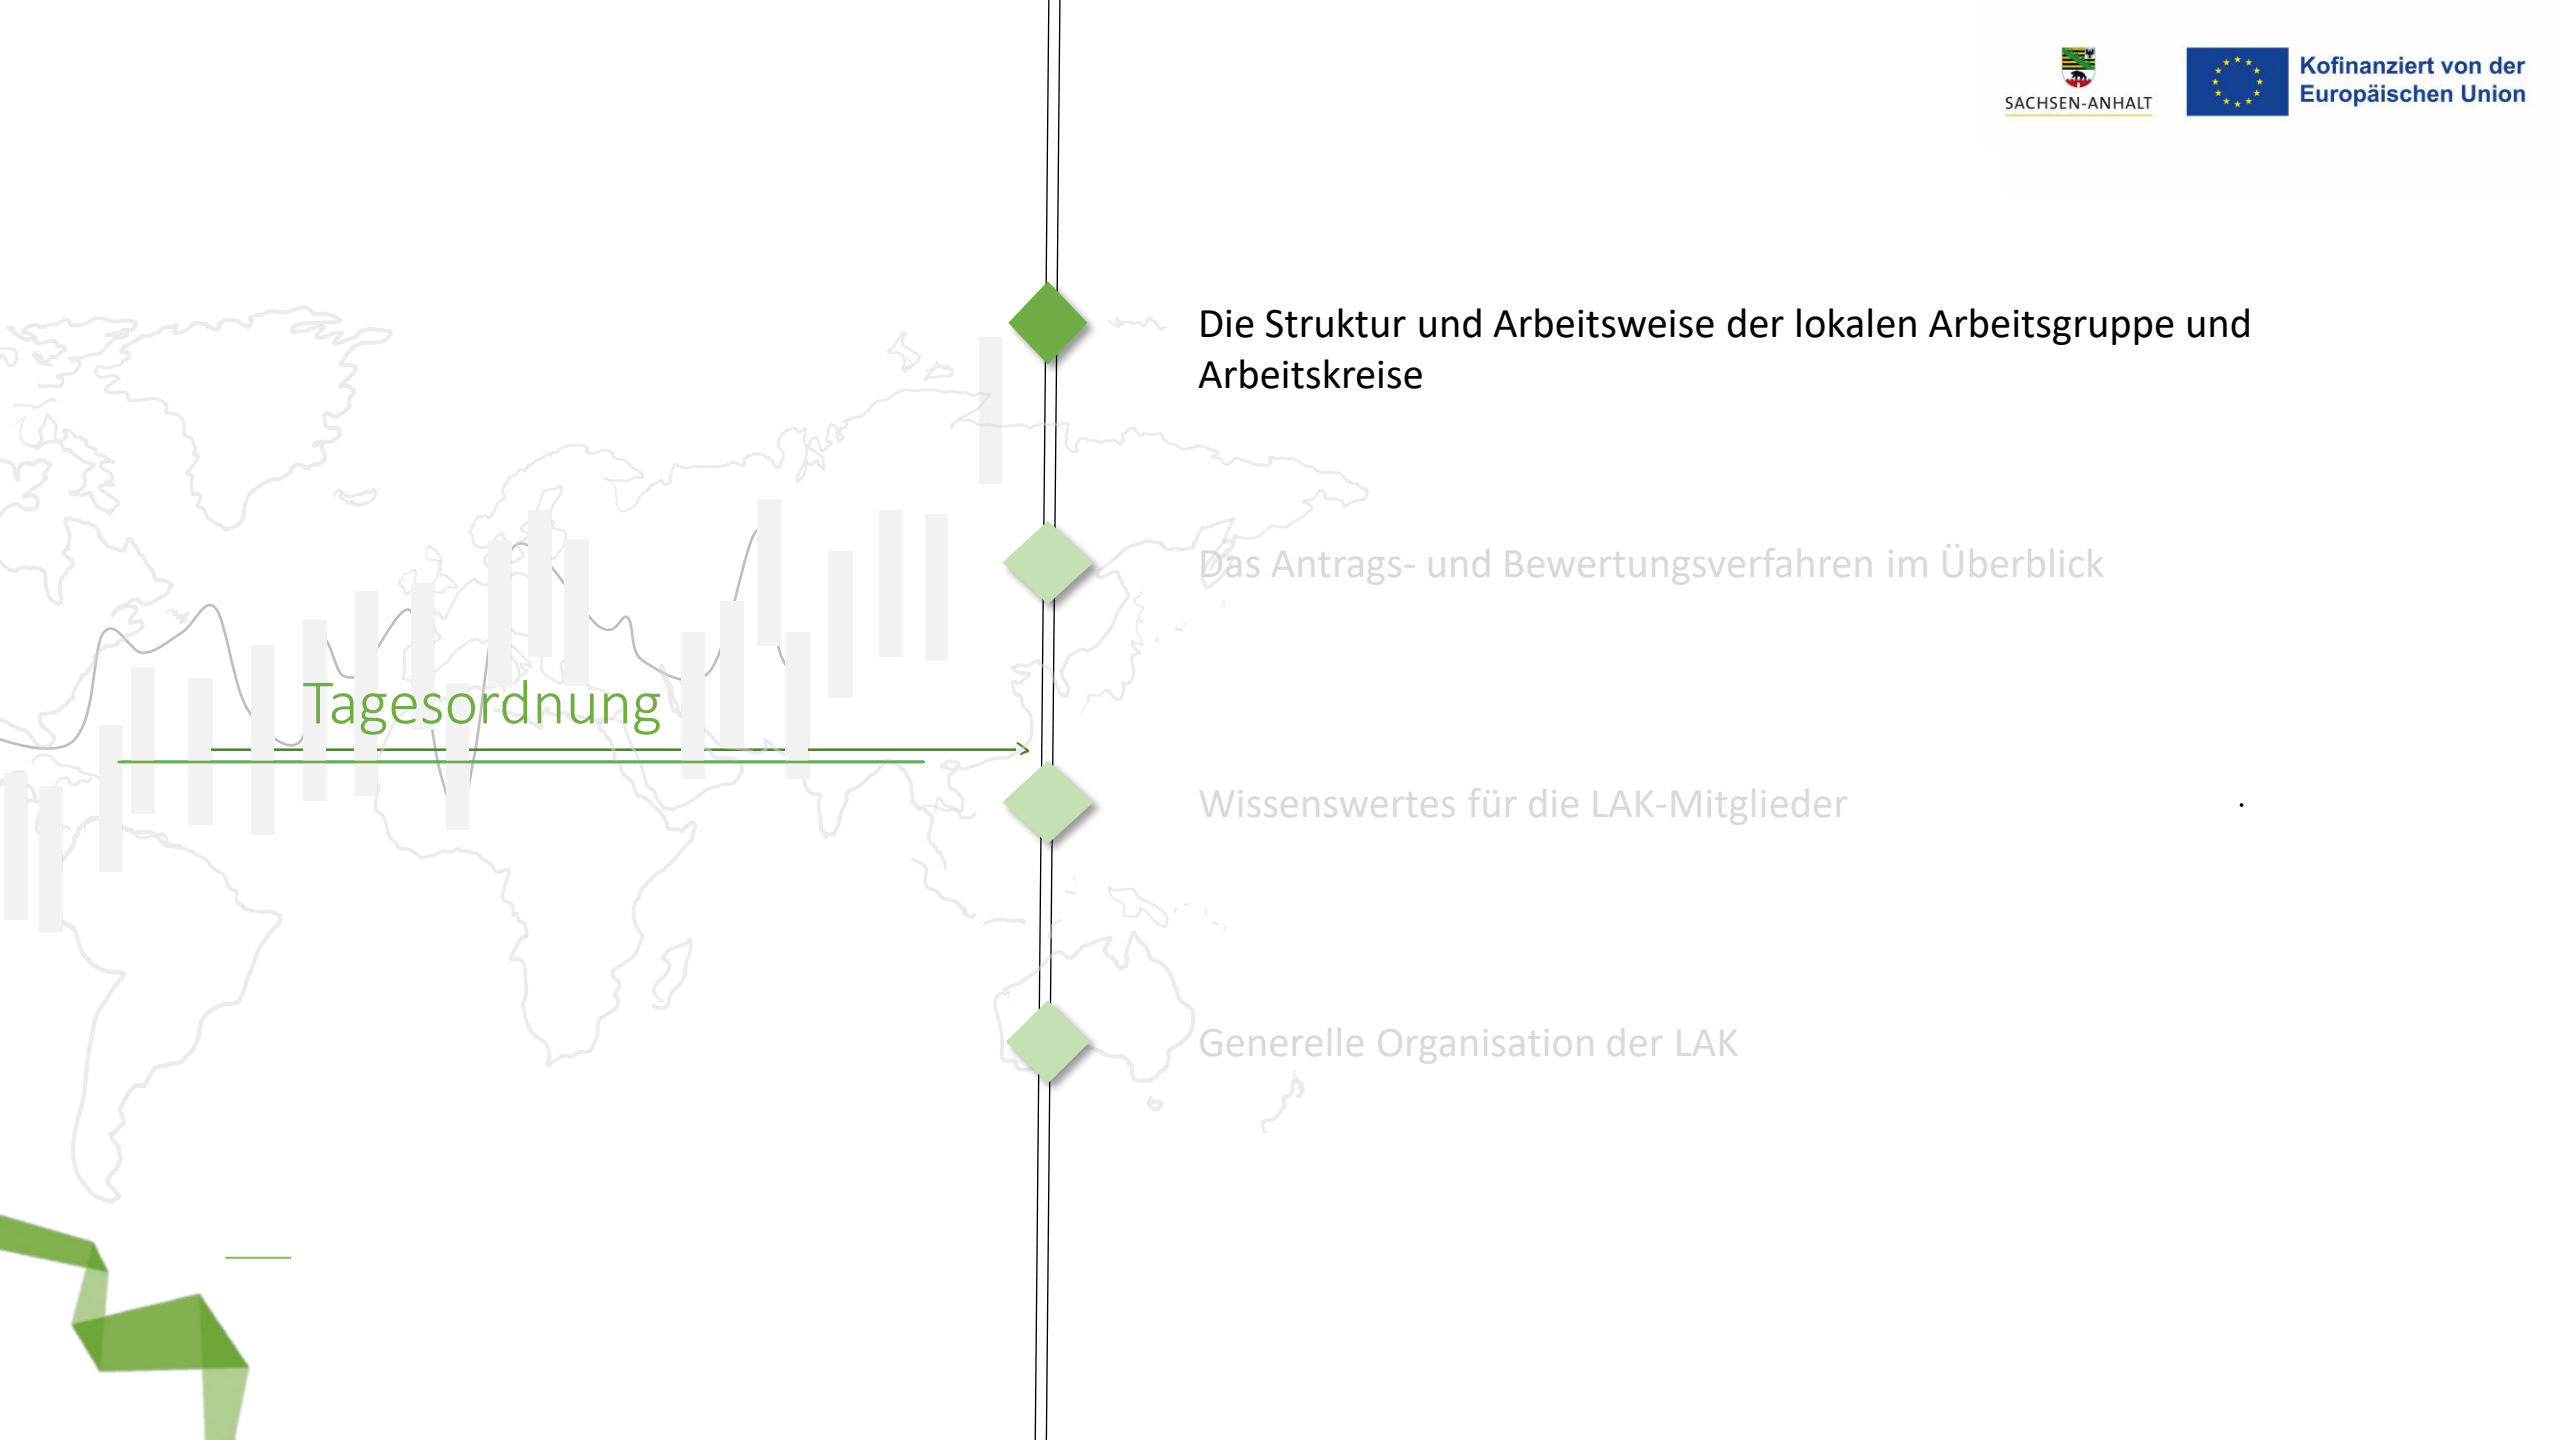 SACHSEN-ANHALT
Kofinanziert von der
Europäischen Union
Die Struktur und Arbeitsweise der lokalen Arbeitsgruppe und
Arbeitskreise
Das Antrags- und Bewertungsverfahren im Überblick
Tagesordnung
Wissenswertes für die LAK-Mitglieder .
Generelle Organisation der LAK